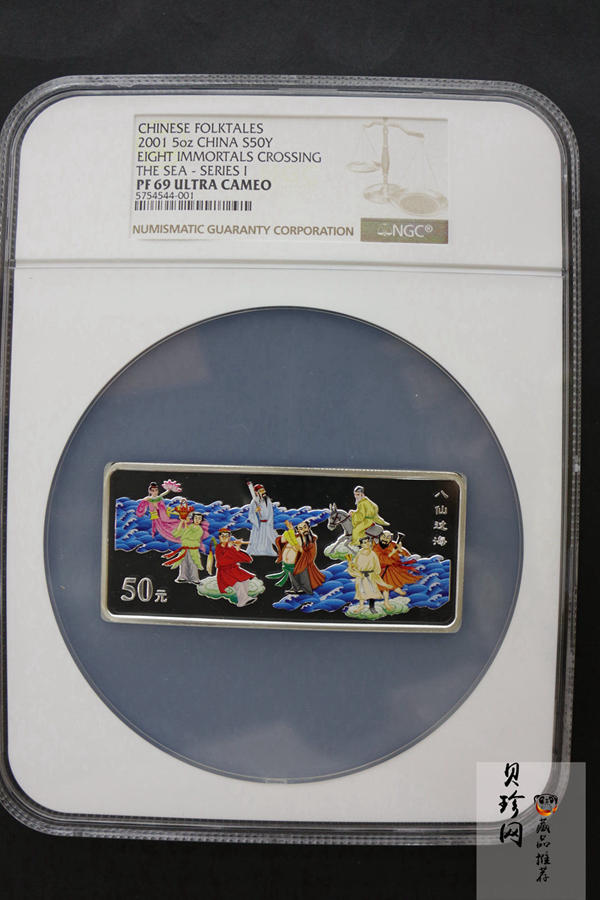 CHINESE FOLKTALES
2001 5oz CHINA S50Y
EIGHT IMMORTALS CROSSING
THE SEA - SERIES I
PF 69 ULTRA CAMEO
5754544-001
NUMISMATIC GUARANTY CORPORATION
NGC®
八仙过海
50元
贝珍网
藏品推荐